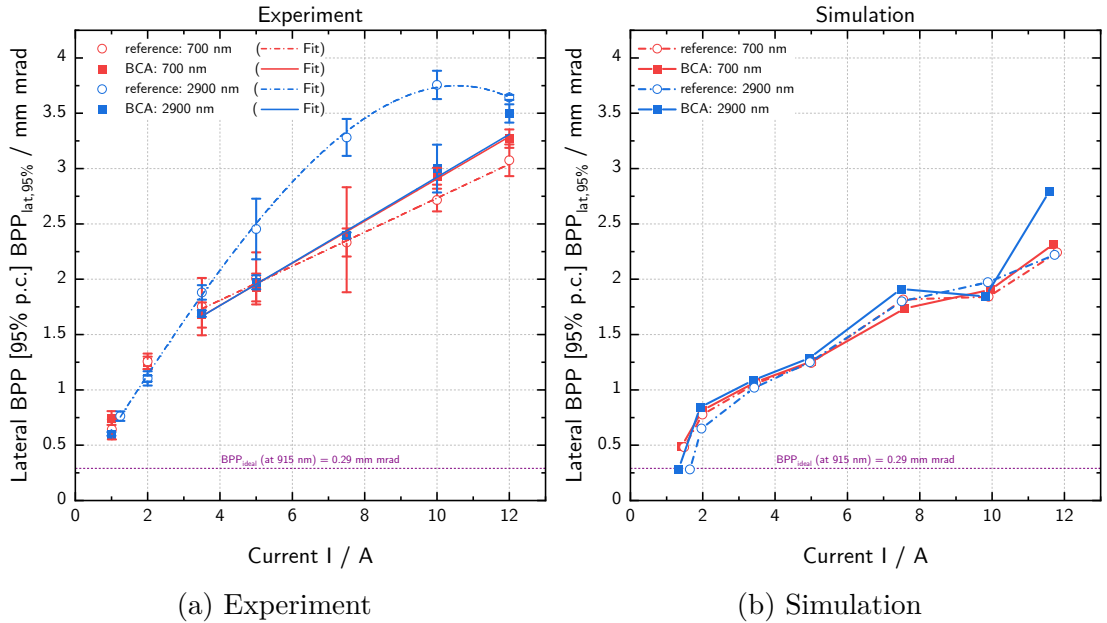 Experiment
reference: 700 nm (Fit)
BCA: 700 nm (Fit)
reference: 2900 nm (Fit)
BCA: 2900 nm (Fit)
Lateral BPP [95% p.c.] BPP_lat,95% / mm mrad
4
3.5
3
2.5
2
1.5
1
0.5
0
BPP_ideal (at 915 nm) = 0.29 mm mrad
0 2 4 6 8 10 12
Current I / A
(a) Experiment
Simulation
reference: 700 nm
BCA: 700 nm
reference: 2900 nm
BCA: 2900 nm
Lateral BPP [95% p.c.] BPP_lat,95% / mm mrad
4
3.5
3
2.5
2
1.5
1
0.5
0
BPP_ideal (at 915 nm) = 0.29 mm mrad
0 2 4 6 8 10 12
Current I / A
(b) Simulation